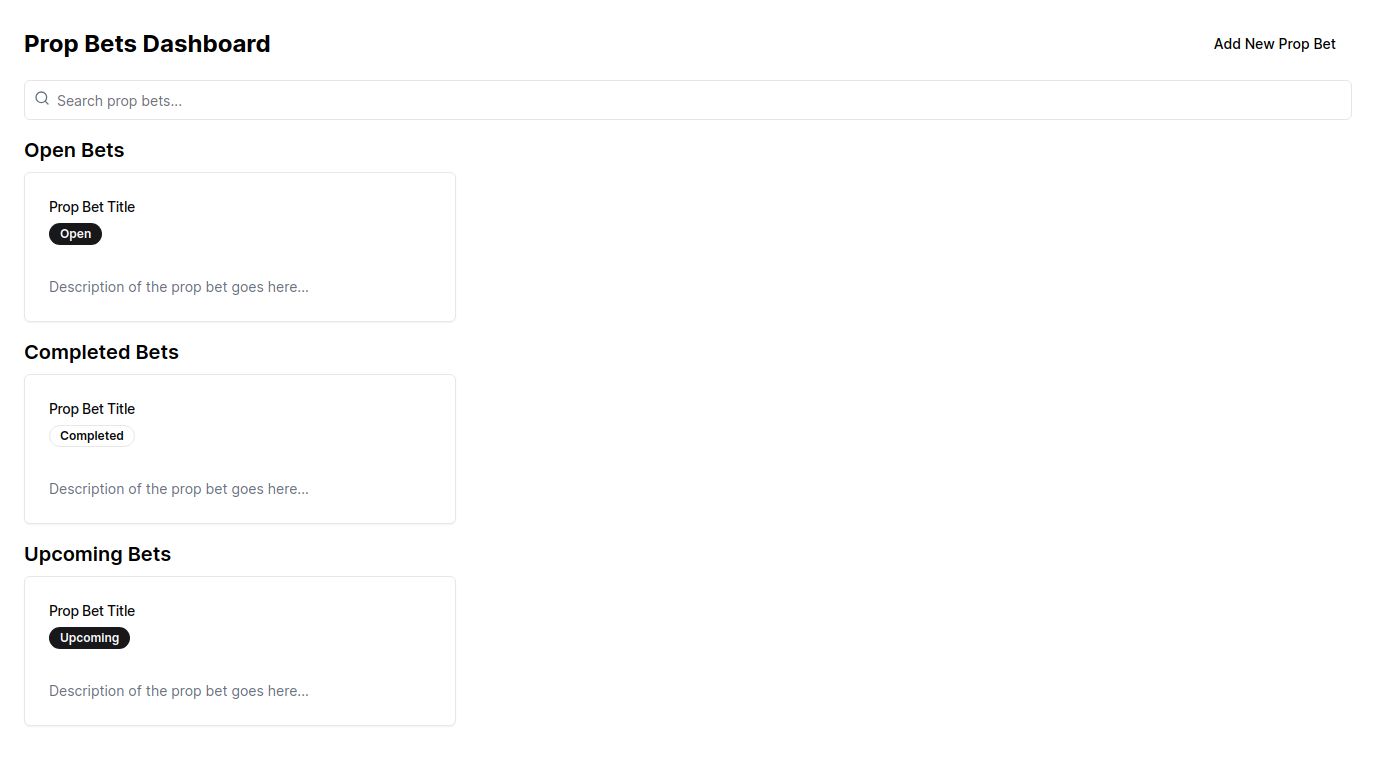 Prop Bets Dashboard
Add New Prop Bet
Search prop bets...
Open Bets
Prop Bet Title
Open
Description of the prop bet goes here...
Completed Bets
Prop Bet Title
Completed
Description of the prop bet goes here...
Upcoming Bets
Prop Bet Title
Upcoming
Description of the prop bet goes here...